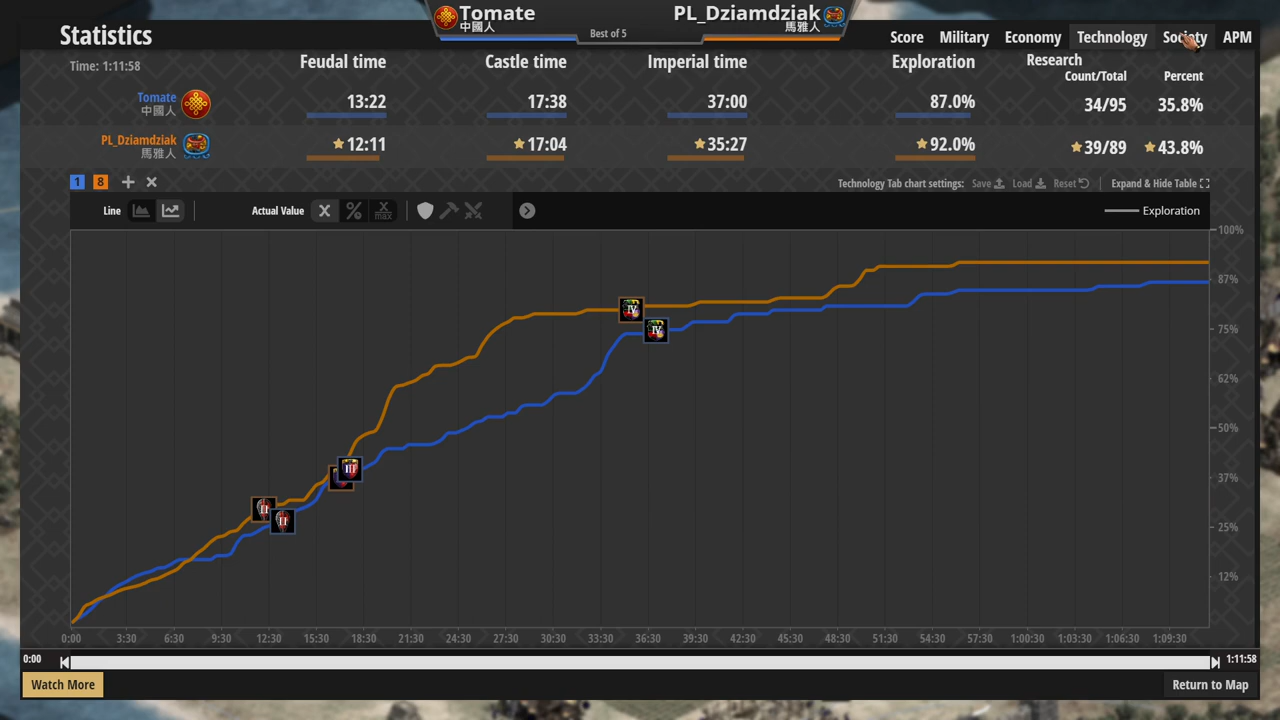 Tomate
中國人
Best of 5
PL_Dziamdziak
馬雅人
Statistics
Score Military Economy Technology Society APM
Time: 1:11:58
Feudal time Castle time Imperial time Exploration Research
Count/Total Percent
Tomate
中國人
13:22 17:38 37:00 87.0% 34/95 35.8%
PL_Dziamdziak
馬雅人
12:11 17:04 35:27 92.0% 39/89 43.8%
1 8
Technology Tab chart settings: Save Load Reset Expand & Hide Table
Line Actual Value X % X max
Exploration
100%
87%
75%
62%
50%
37%
25%
12%
IV
IV
III
II
II
0:00 3:30 6:30 9:30 12:30 15:30 18:30 21:30 24:30 27:30 30:30 33:30 36:30 39:30 42:30 45:30 48:30 51:30 54:30 57:30 1:00:30 1:03:30 1:06:30 1:09:30
0:00 1:11:58
Watch More
Return to Map